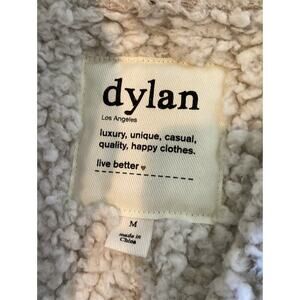 dylan
Los Angeles
luxury, unique, casual,
quality, happy clothes.
live better ♥
M
made in
China